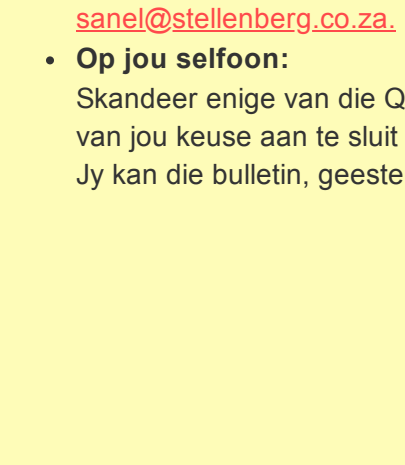 sanel@stellenberg.co.za.
• Op jou selfoon:
Skandeer enige van die Q
van jou keuse aan te sluit
Jy kan die bulletin, geeste